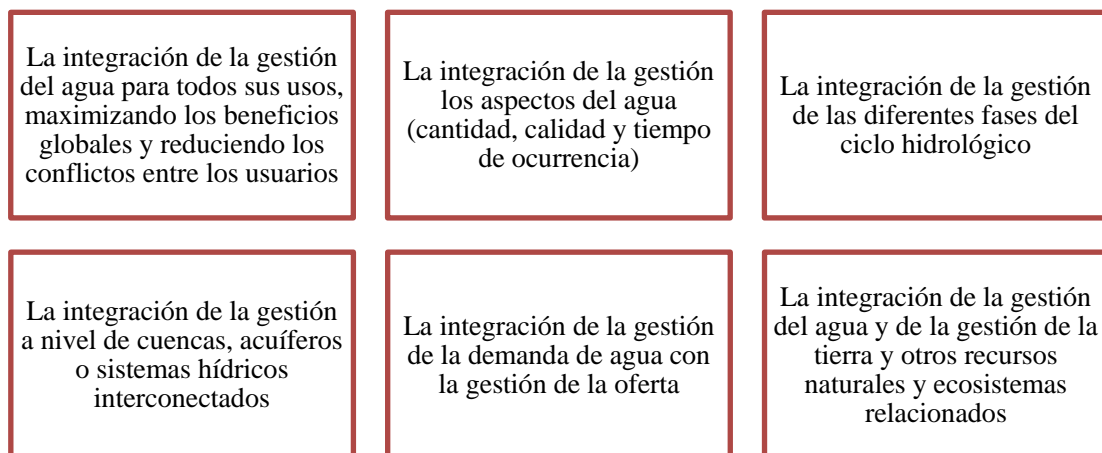 La integración de la gestión
del agua para todos sus usos,
maximizando los beneficios
globales y reduciendo los
conflictos entre los usuarios
La integración de la gestión
los aspectos del agua
(cantidad, calidad y tiempo
de ocurrencia)
La integración de la gestión
de las diferentes fases del
ciclo hidrológico
La integración de la gestión
a nivel de cuencas, acuíferos
o sistemas hídricos
interconectados
La integración de la gestión
de la demanda de agua con
la gestión de la oferta
La integración de la gestión
del agua y de la gestión de la
tierra y otros recursos
naturales y ecosistemas
relacionados